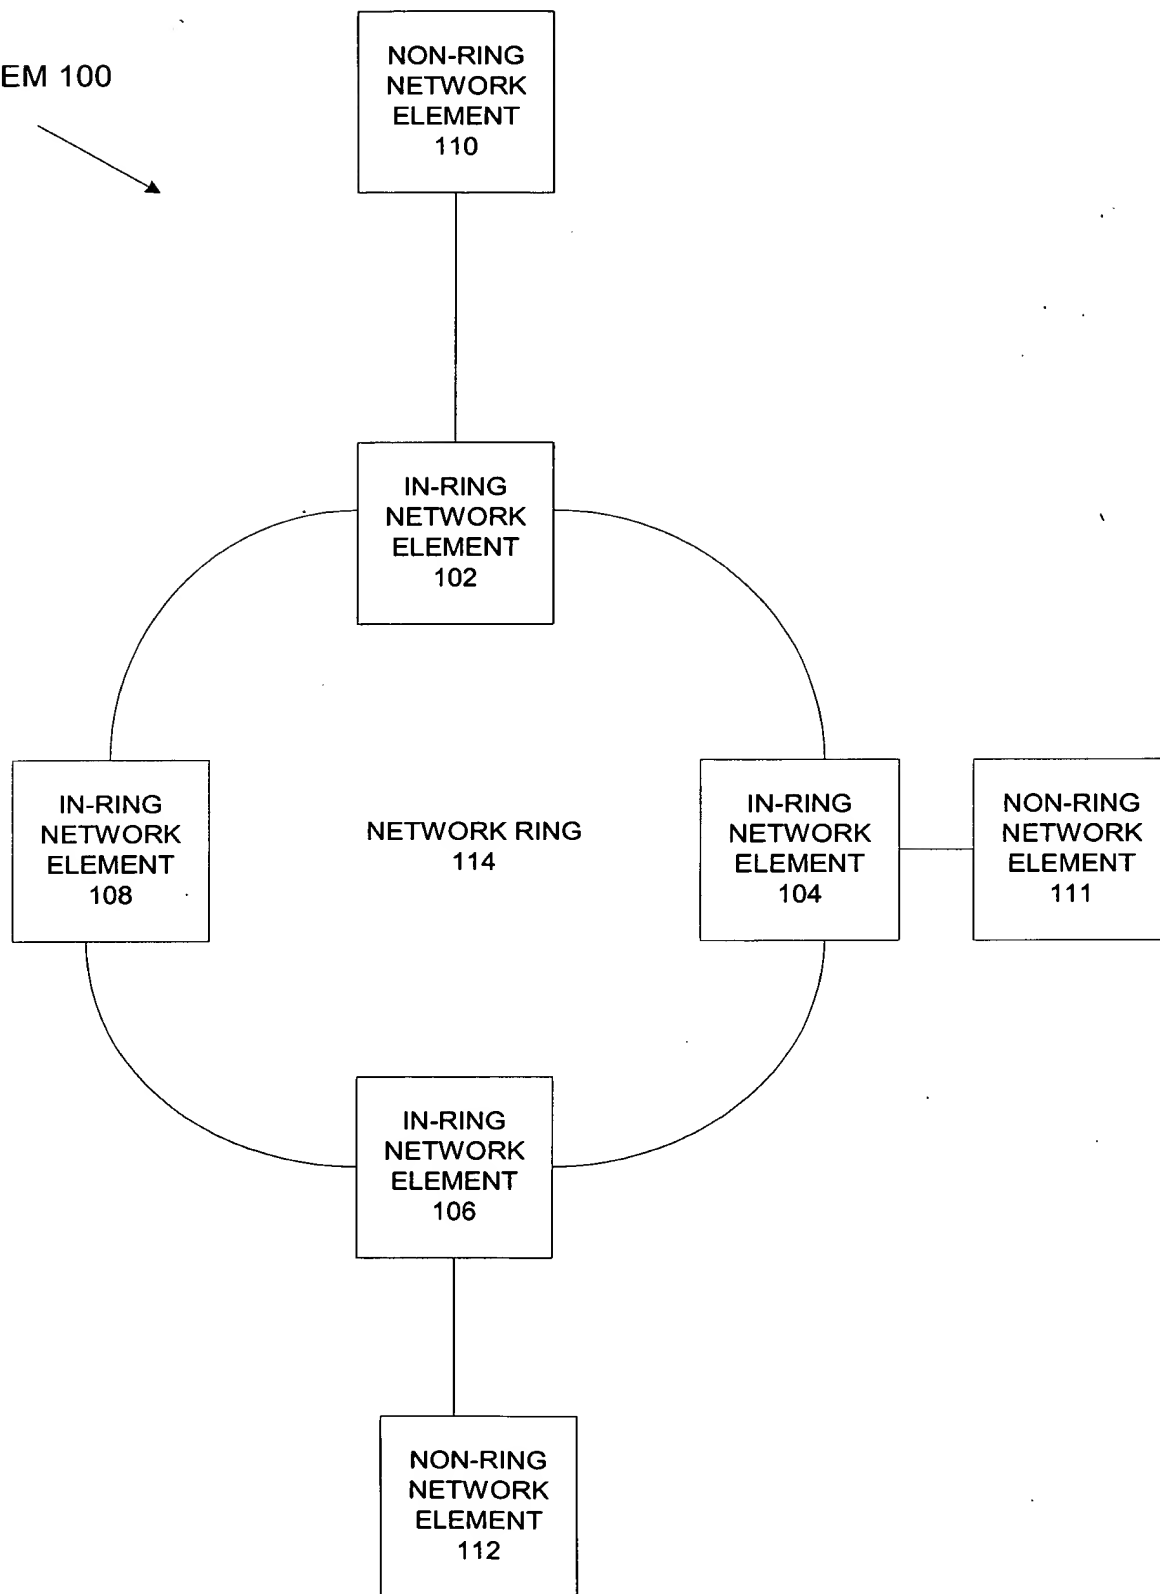 EM 100
NON-RING
NETWORK
ELEMENT
110
IN-RING
NETWORK
ELEMENT
102
IN-RING
NETWORK
ELEMENT
108
NETWORK RING
114
IN-RING
NETWORK
ELEMENT
104
NON-RING
NETWORK
ELEMENT
111
IN-RING
NETWORK
ELEMENT
106
NON-RING
NETWORK
ELEMENT
112